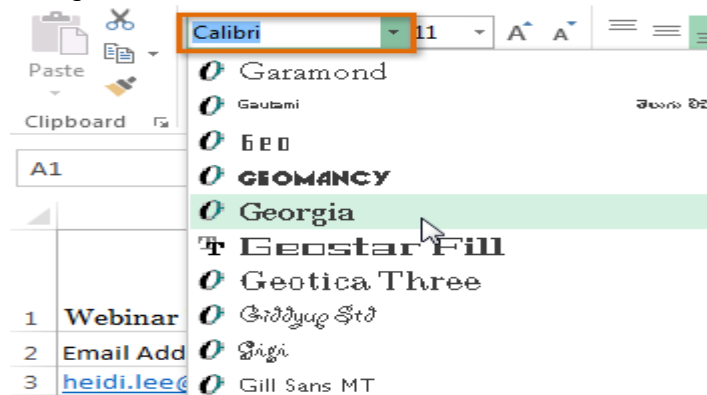 Calibri 11 A A
Paste
Garamond
Gautami
Clipboard
Geo
A1
GEOMANCY
Georgia
Geostar Fill
Geotica Three
1 Webinar
Giddyup Std
2 Email Add
Gigi
3 heidi.lee@
Gill Sans MT